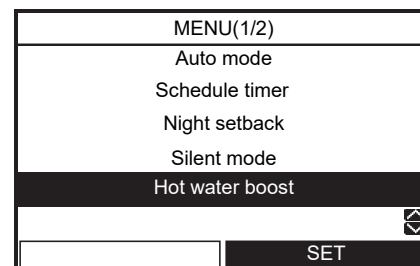 MENU(1/2)
Auto mode
Schedule timer
Night setback
Silent mode
Hot water boost
SET